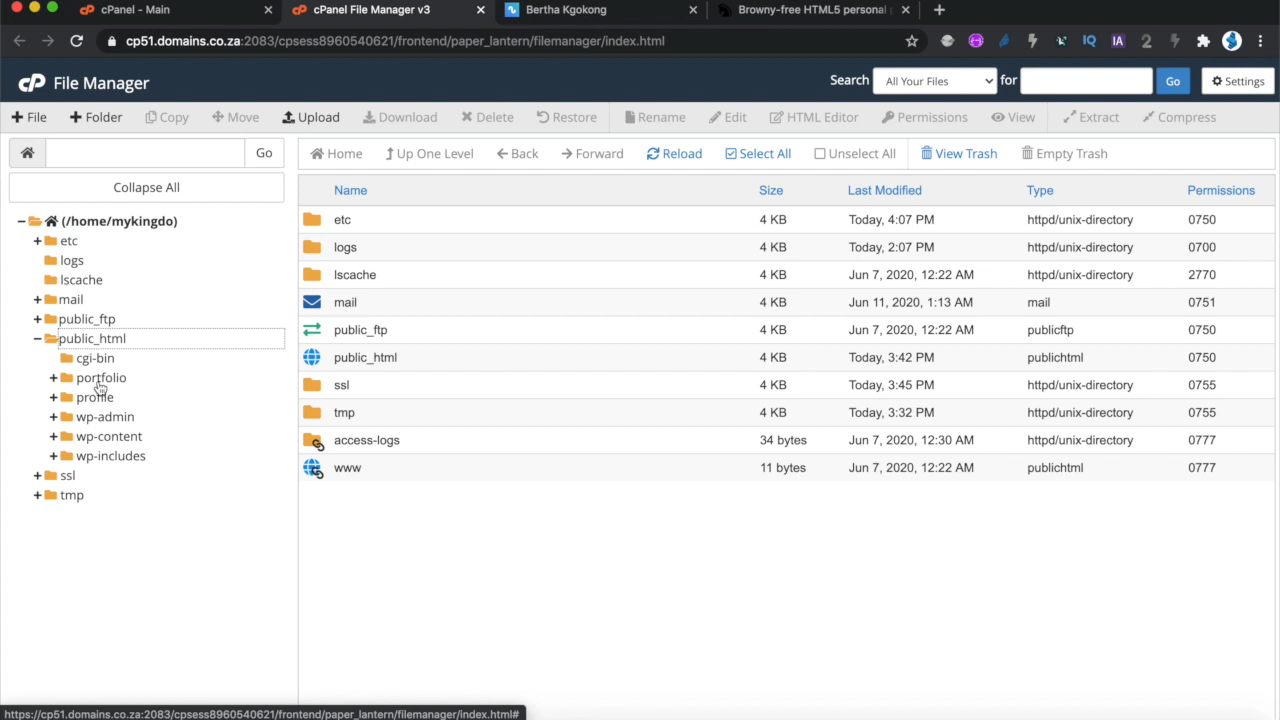 cPanel - Main
cPanel File Manager v3
Bertha Kgokong
Browny-free HTML5 personal
cp51.domains.co.za:2083/cpsess8960540621/frontend/paper_lantern/filemanager/index.html
IQ
IA
2
cP File Manager
Search All Your Files for Go Settings
File Folder Copy Move Upload Download Delete Restore Rename Edit HTML Editor Permissions View Extract Compress
Go
Home Up One Level Back Forward Reload Select All Unselect All View Trash Empty Trash
Collapse All
(/home/mykingdo)
etc
logs
lscache
mail
public_ftp
public_html
cgi-bin
portfolio
profile
wp-admin
wp-content
wp-includes
ssl
tmp
Name Size Last Modified Type Permissions
etc 4 KB Today, 4:07 PM httpd/unix-directory 0750
logs 4 KB Today, 2:07 PM httpd/unix-directory 0700
lscache 4 KB Jun 7, 2020, 12:22 AM httpd/unix-directory 2770
mail 4 KB Jun 11, 2020, 1:13 AM mail 0751
public_ftp 4 KB Jun 7, 2020, 12:22 AM publicftp 0750
public_html 4 KB Today, 3:42 PM publichtml 0750
ssl 4 KB Today, 3:45 PM httpd/unix-directory 0755
tmp 4 KB Today, 3:32 PM httpd/unix-directory 0755
access-logs 34 bytes Jun 7, 2020, 12:30 AM httpd/unix-directory 0777
www 11 bytes Jun 7, 2020, 12:22 AM publichtml 0777
https://cp51.domains.co.za:2083/cpsess8960540621/frontend/paper_lantern/filemanager/index.html#